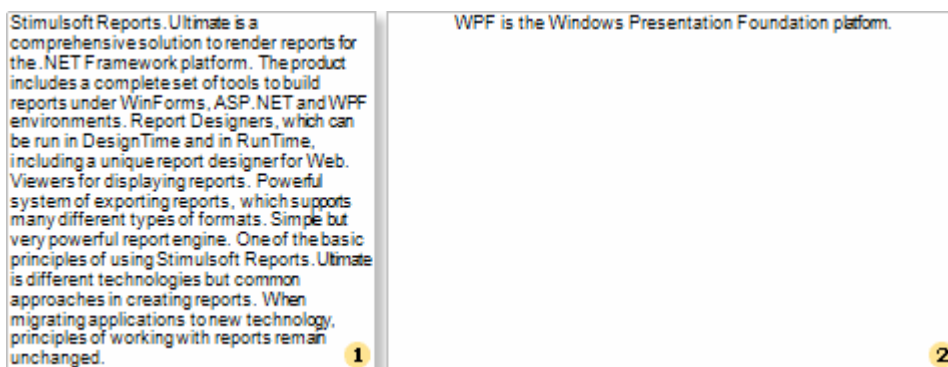 Stimulsoft Reports.Ultimate is a
comprehensive solution to render reports for
the .NET Framework platform. The product
includes a complete set of tools to build
reports under WinForms, ASP.NET and WPF
environments. Report Designers, which can
be run in DesignTime and in RunTime,
including a unique report designer for Web.
Viewers for displaying reports. Powerful
system of exporting reports, which supports
many different types of formats. Simple but
very powerful report engine. One of the basic
principles of using Stimulsoft Reports.Ultimate
is different technologies but common
approaches in creating reports. When
migrating applications to new technology,
principles of working with reports remain
unchanged.
1
WPF is the Windows Presentation Foundation platform.
2